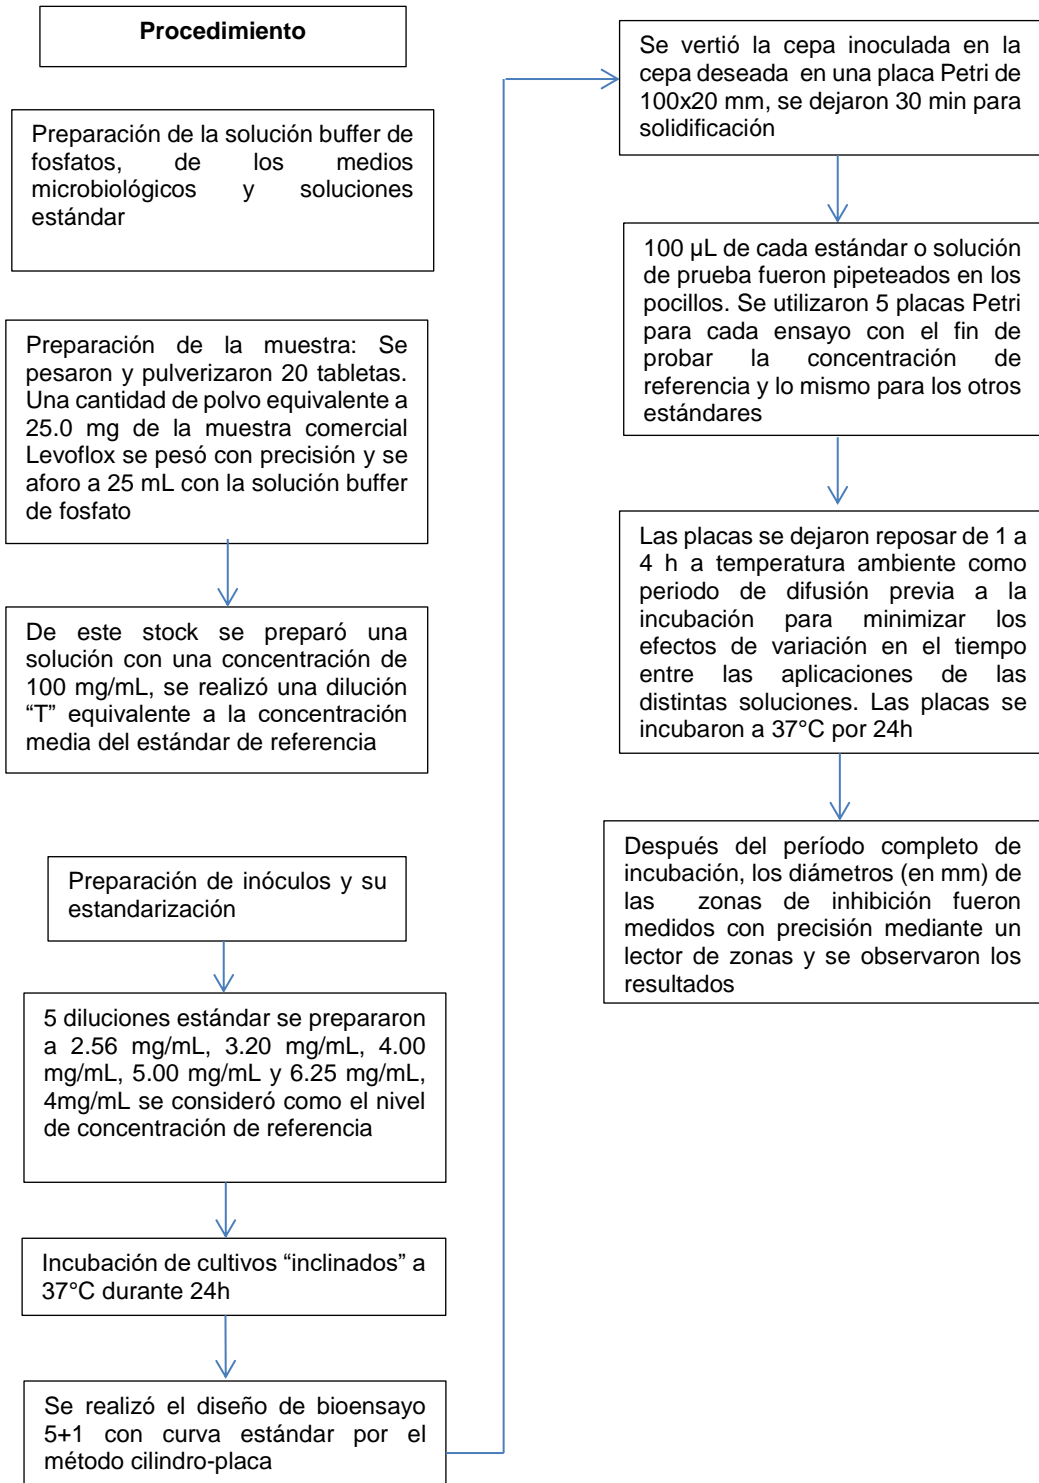 Procedimiento
Preparación de la solución buffer de
fosfatos, de los medios
microbiológicos y soluciones
estándar
Preparación de la muestra: Se
pesaron y pulverizaron 20 tabletas.
Una cantidad de polvo equivalente a
25.0 mg de la muestra comercial
Levoflox se pesó con precisión y se
aforo a 25 mL con la solución buffer
de fosfato
De este stock se preparó una
solución con una concentración de
100 mg/mL, se realizó una dilución
“T” equivalente a la concentración
media del estándar de referencia
Preparación de inóculos y su
estandarización
5 diluciones estándar se prepararon
a 2.56 mg/mL, 3.20 mg/mL, 4.00
mg/mL, 5.00 mg/mL y 6.25 mg/mL,
4mg/mL se consideró como el nivel
de concentración de referencia
Incubación de cultivos “inclinados” a
37°C durante 24h
Se realizó el diseño de bioensayo
5+1 con curva estándar por el
método cilindro-placa
Se vertió la cepa inoculada en la
cepa deseada en una placa Petri de
100x20 mm, se dejaron 30 min para
solidificación
100 µL de cada estándar o solución
de prueba fueron pipeteados en los
pocillos. Se utilizaron 5 placas Petri
para cada ensayo con el fin de
probar la concentración de
referencia y lo mismo para los otros
estándares
Las placas se dejaron reposar de 1 a
4 h a temperatura ambiente como
periodo de difusión previa a la
incubación para minimizar los
efectos de variación en el tiempo
entre las aplicaciones de las
distintas soluciones. Las placas se
incubaron a 37°C por 24h
Después del período completo de
incubación, los diámetros (en mm) de
las zonas de inhibición fueron
medidos con precisión mediante un
lector de zonas y se observaron los
resultados